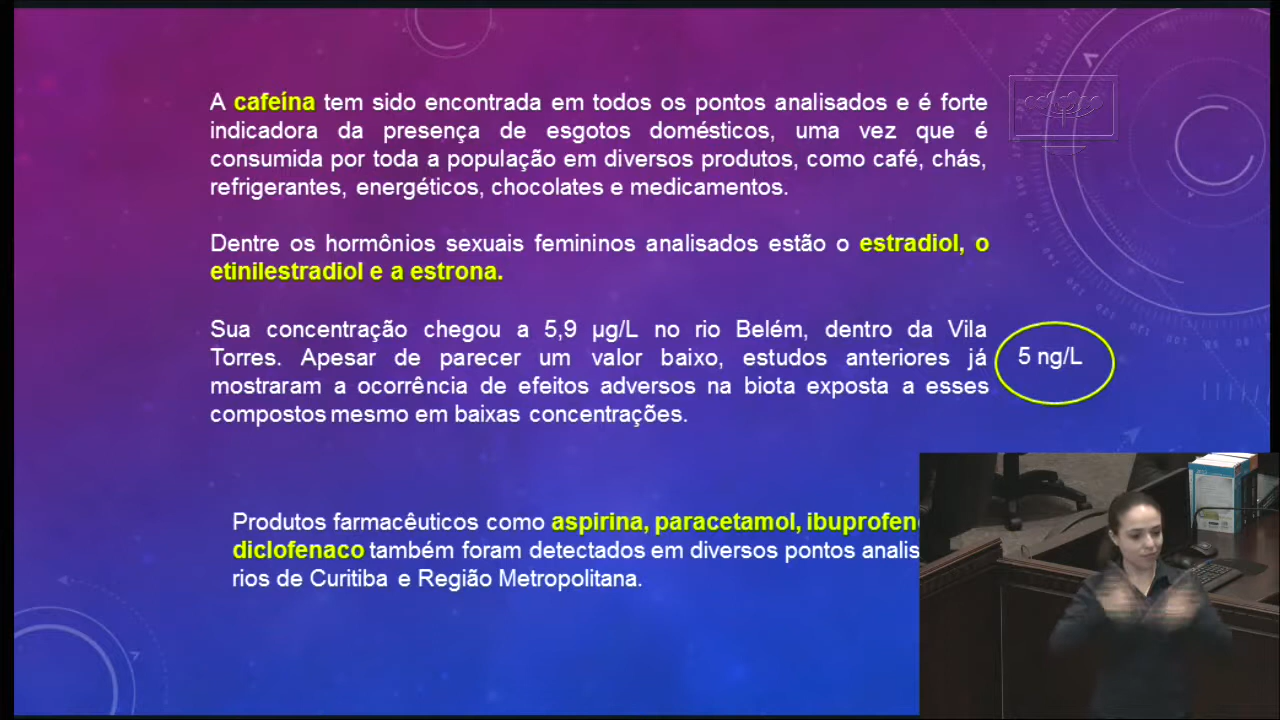 A cafeína tem sido encontrada em todos os pontos analisados e é forte
indicadora da presença de esgotos domésticos, uma vez que é
consumida por toda a população em diversos produtos, como café, chás,
refrigerantes, energéticos, chocolates e medicamentos.
Dentre os hormônios sexuais femininos analisados estão o estradiol, o
etinilestradiol e a estrona.
Sua concentração chegou a 5,9 µg/L no rio Belém, dentro da Vila
Torres. Apesar de parecer um valor baixo, estudos anteriores já
mostraram a ocorrência de efeitos adversos na biota exposta a esses
compostos mesmo em baixas concentrações.
5 ng/L
Produtos farmacêuticos como aspirina, paracetamol, ibuprofen
diclofenaco também foram detectados em diversos pontos analis
rios de Curitiba e Região Metropolitana.